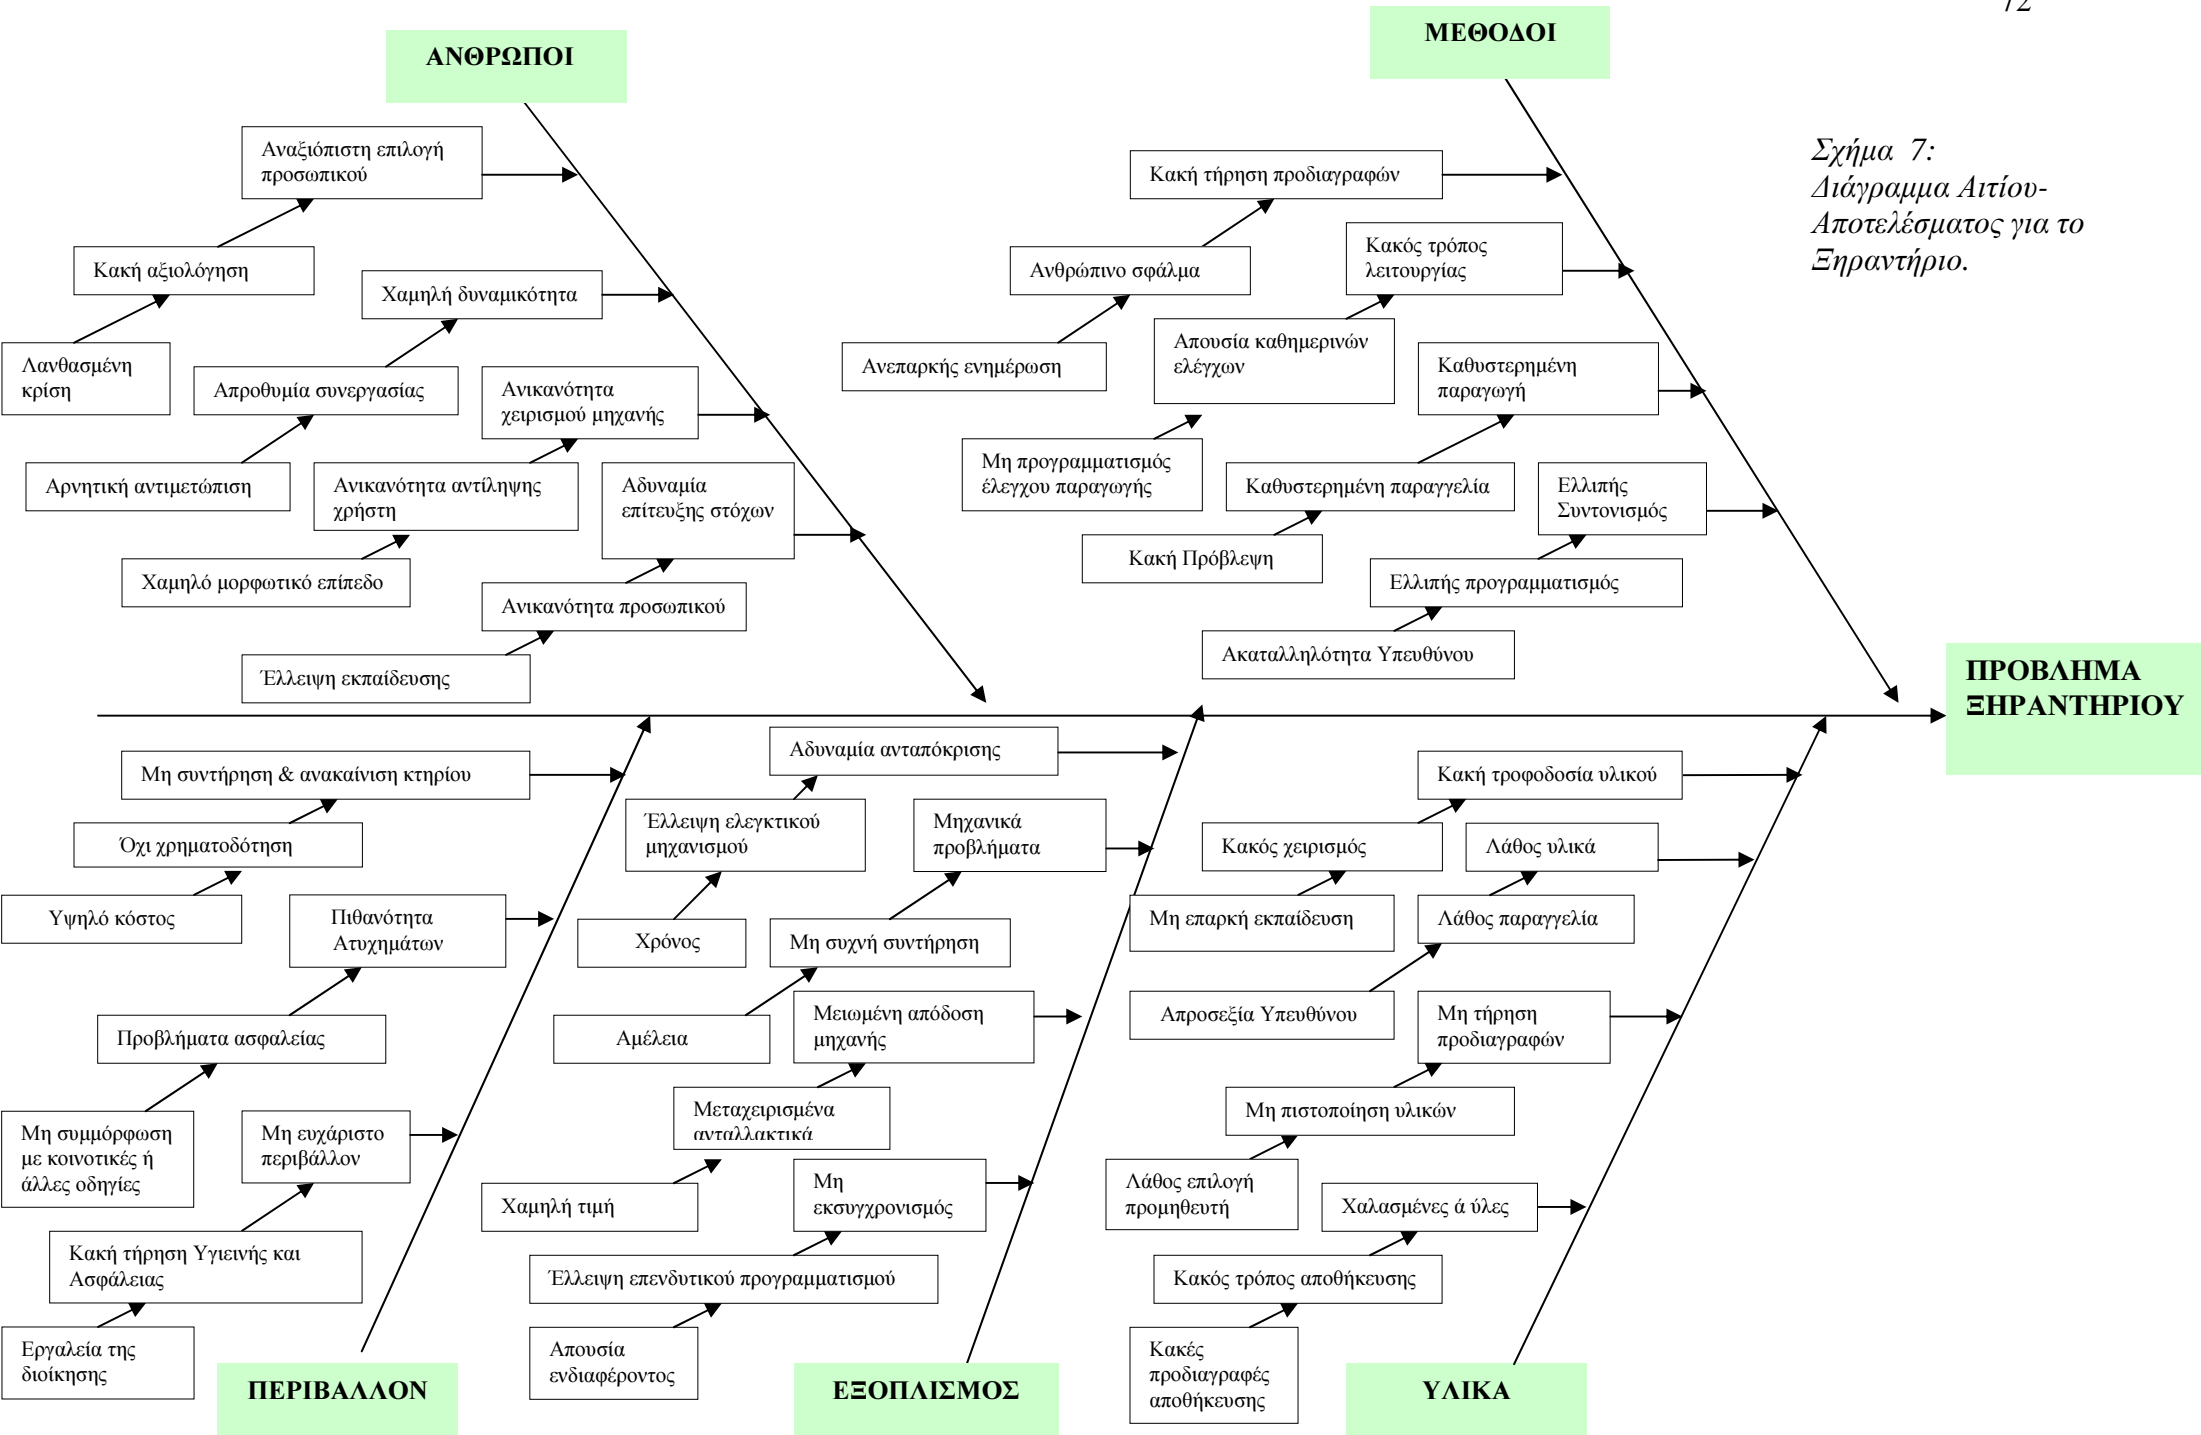 72
ΑΝΘΡΩΠΟΙ
ΜΕΘΟΔΟΙ
Σχήμα 7:
Διάγραμμα Αιτίου-
Αποτελέσματος για το
Ξηραντήριο.
Αναξιόπιστη επιλογή
προσωπικού
Κακή αξιολόγηση
Λανθασμένη
κρίση
Χαμηλή δυναμικότητα
Απροθυμία συνεργασίας
Αρνητική αντιμετώπιση
Ανικανότητα
χειρισμού μηχανής
Ανικανότητα αντίληψης
χρήστη
Χαμηλό μορφωτικό επίπεδο
Αδυναμία
επίτευξης στόχων
Ανικανότητα προσωπικού
Έλλειψη εκπαίδευσης
Κακή τήρηση προδιαγραφών
Ανθρώπινο σφάλμα
Ανεπαρκής ενημέρωση
Κακός τρόπος
λειτουργίας
Απουσία καθημερινών
ελέγχων
Μη προγραμματισμός
έλεγχου παραγωγής
Καθυστερημένη
παραγωγή
Καθυστερημένη παραγγελία
Κακή Πρόβλεψη
Ελλιπής
Συντονισμός
Ελλιπής προγραμματισμός
Ακαταλληλότητα Υπευθύνου
ΠΡΟΒΛΗΜΑ
ΞΗΡΑΝΤΗΡΙΟΥ
Μη συντήρηση & ανακαίνιση κτηρίου
Όχι χρηματοδότηση
Υψηλό κόστος
Πιθανότητα
Ατυχημάτων
Προβλήματα ασφαλείας
Μη συμμόρφωση
με κοινοτικές ή
άλλες οδηγίες
Μη ευχάριστο
περιβάλλον
Κακή τήρηση Υγιεινής και
Ασφάλειας
Εργαλεία της
διοίκησης
ΠΕΡΙΒΑΛΛΟΝ
Αδυναμία ανταπόκρισης
Έλλειψη ελεγκτικού
μηχανισμού
Χρόνος
Μηχανικά
προβλήματα
Μη συχνή συντήρηση
Αμέλεια
Μειωμένη απόδοση
μηχανής
Μεταχειρισμένα
ανταλλακτικά
Χαμηλή τιμή
Μη
εκσυγχρονισμός
Έλλειψη επενδυτικού προγραμματισμού
Απουσία
ενδιαφέροντος
ΕΞΟΠΛΙΣΜΟΣ
Κακή τροφοδοσία υλικού
Κακός χειρισμός
Μη επαρκή εκπαίδευση
Λάθος υλικά
Λάθος παραγγελία
Απροσεξία Υπευθύνου
Μη τήρηση
προδιαγραφών
Μη πιστοποίηση υλικών
Λάθος επιλογή
προμηθευτή
Χαλασμένες ά ύλες
Κακός τρόπος αποθήκευσης
Κακές
προδιαγραφές
αποθήκευσης
ΥΛΙΚΑ